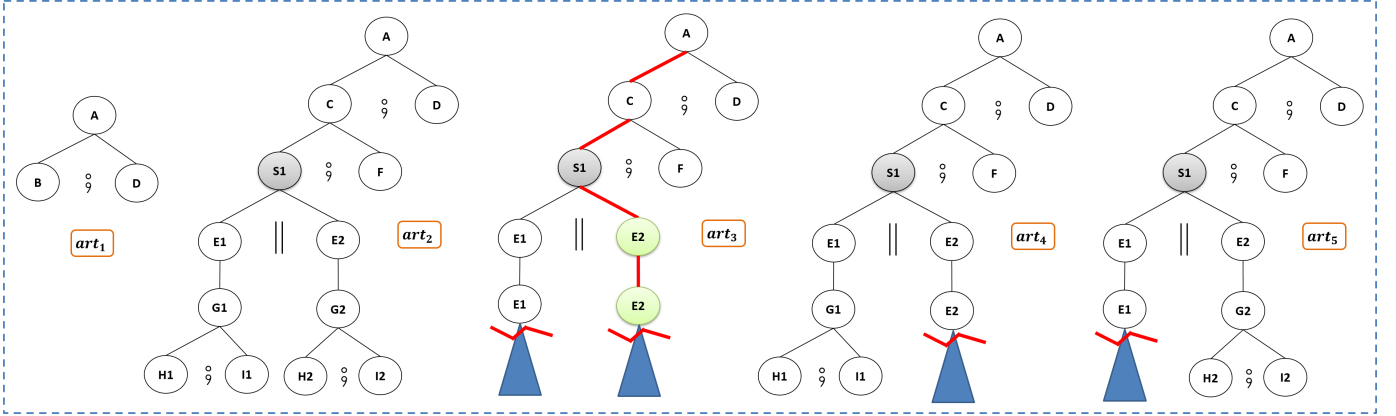 A
B
D
art₁
A
C
D
S1
F
E1
E2
art₂
G1
G2
H1
I1
H2
I2
A
C
D
S1
F
E1
E2
art₃
E1
E2
A
C
D
S1
F
E1
E2
art₄
G1
E2
H1
I1
A
C
D
S1
F
E1
E2
art₅
E1
G2
H2
I2